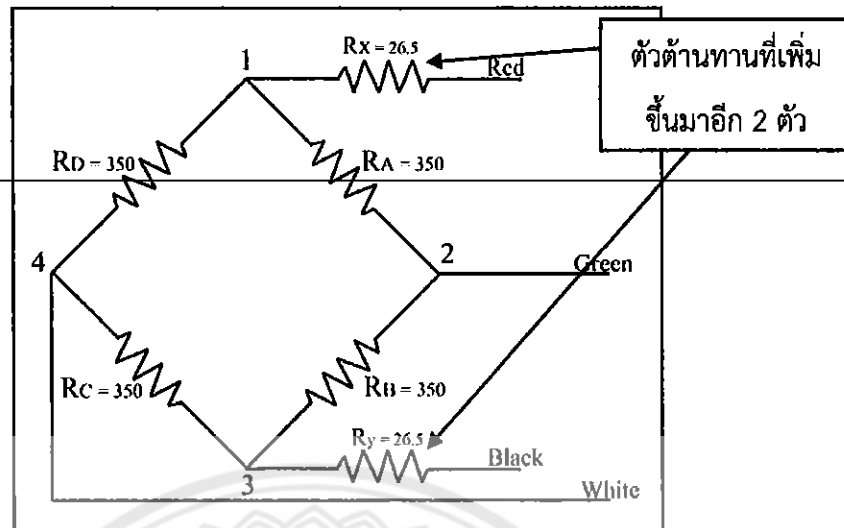 1
Rx = 26.5
Red
ตัวต้านทานที่เพิ่ม
ขึ้นมาอีก 2 ตัว
RD = 350
RA = 350
4
2
Green
RC = 350
RB = 350
Ry = 26.5
3
Black
White